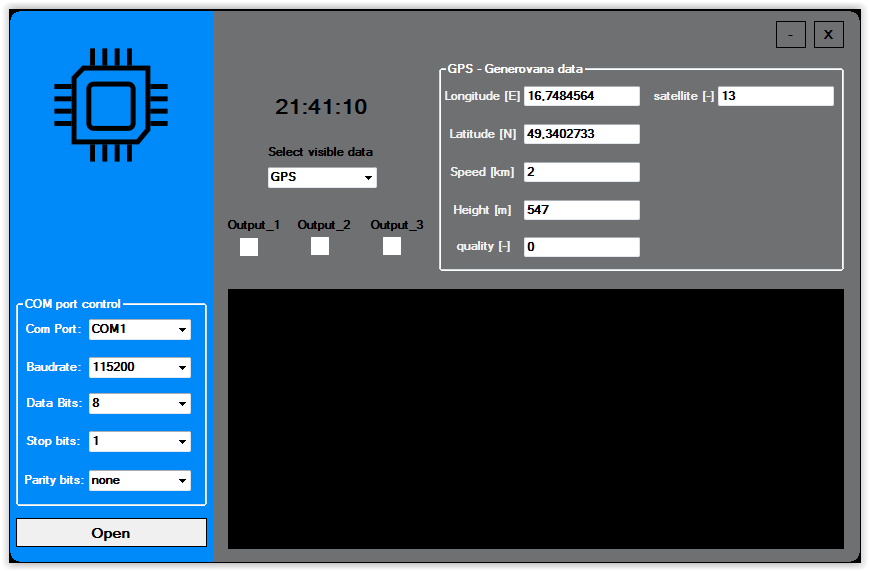 - X
21:41:10
Select visible data
GPS
Output_1 Output_2 Output_3
GPS - Generovana data
Longitude [E] 16,7484564 satellite [-] 13
Latitude [N] 49,3402733
Speed [km] 2
Height [m] 547
quality [-] 0
COM port control
Com Port: COM1
Baudrate: 115200
Data Bits: 8
Stop bits: 1
Parity bits: none
Open